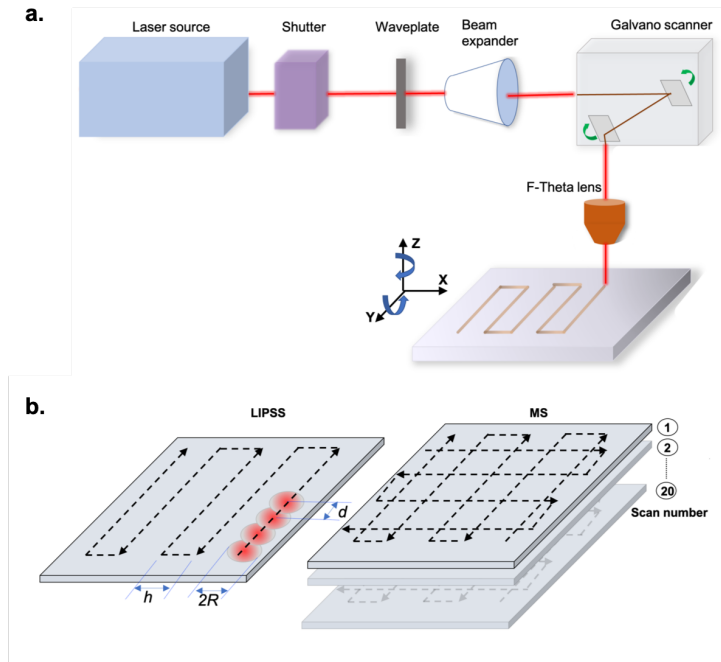 a.
Laser source
Shutter
Waveplate
Beam
expander
Galvano scanner
F-Theta lens
Z
X
Y
b.
LIPSS
MS
1
2
20
Scan number
d
h
2R